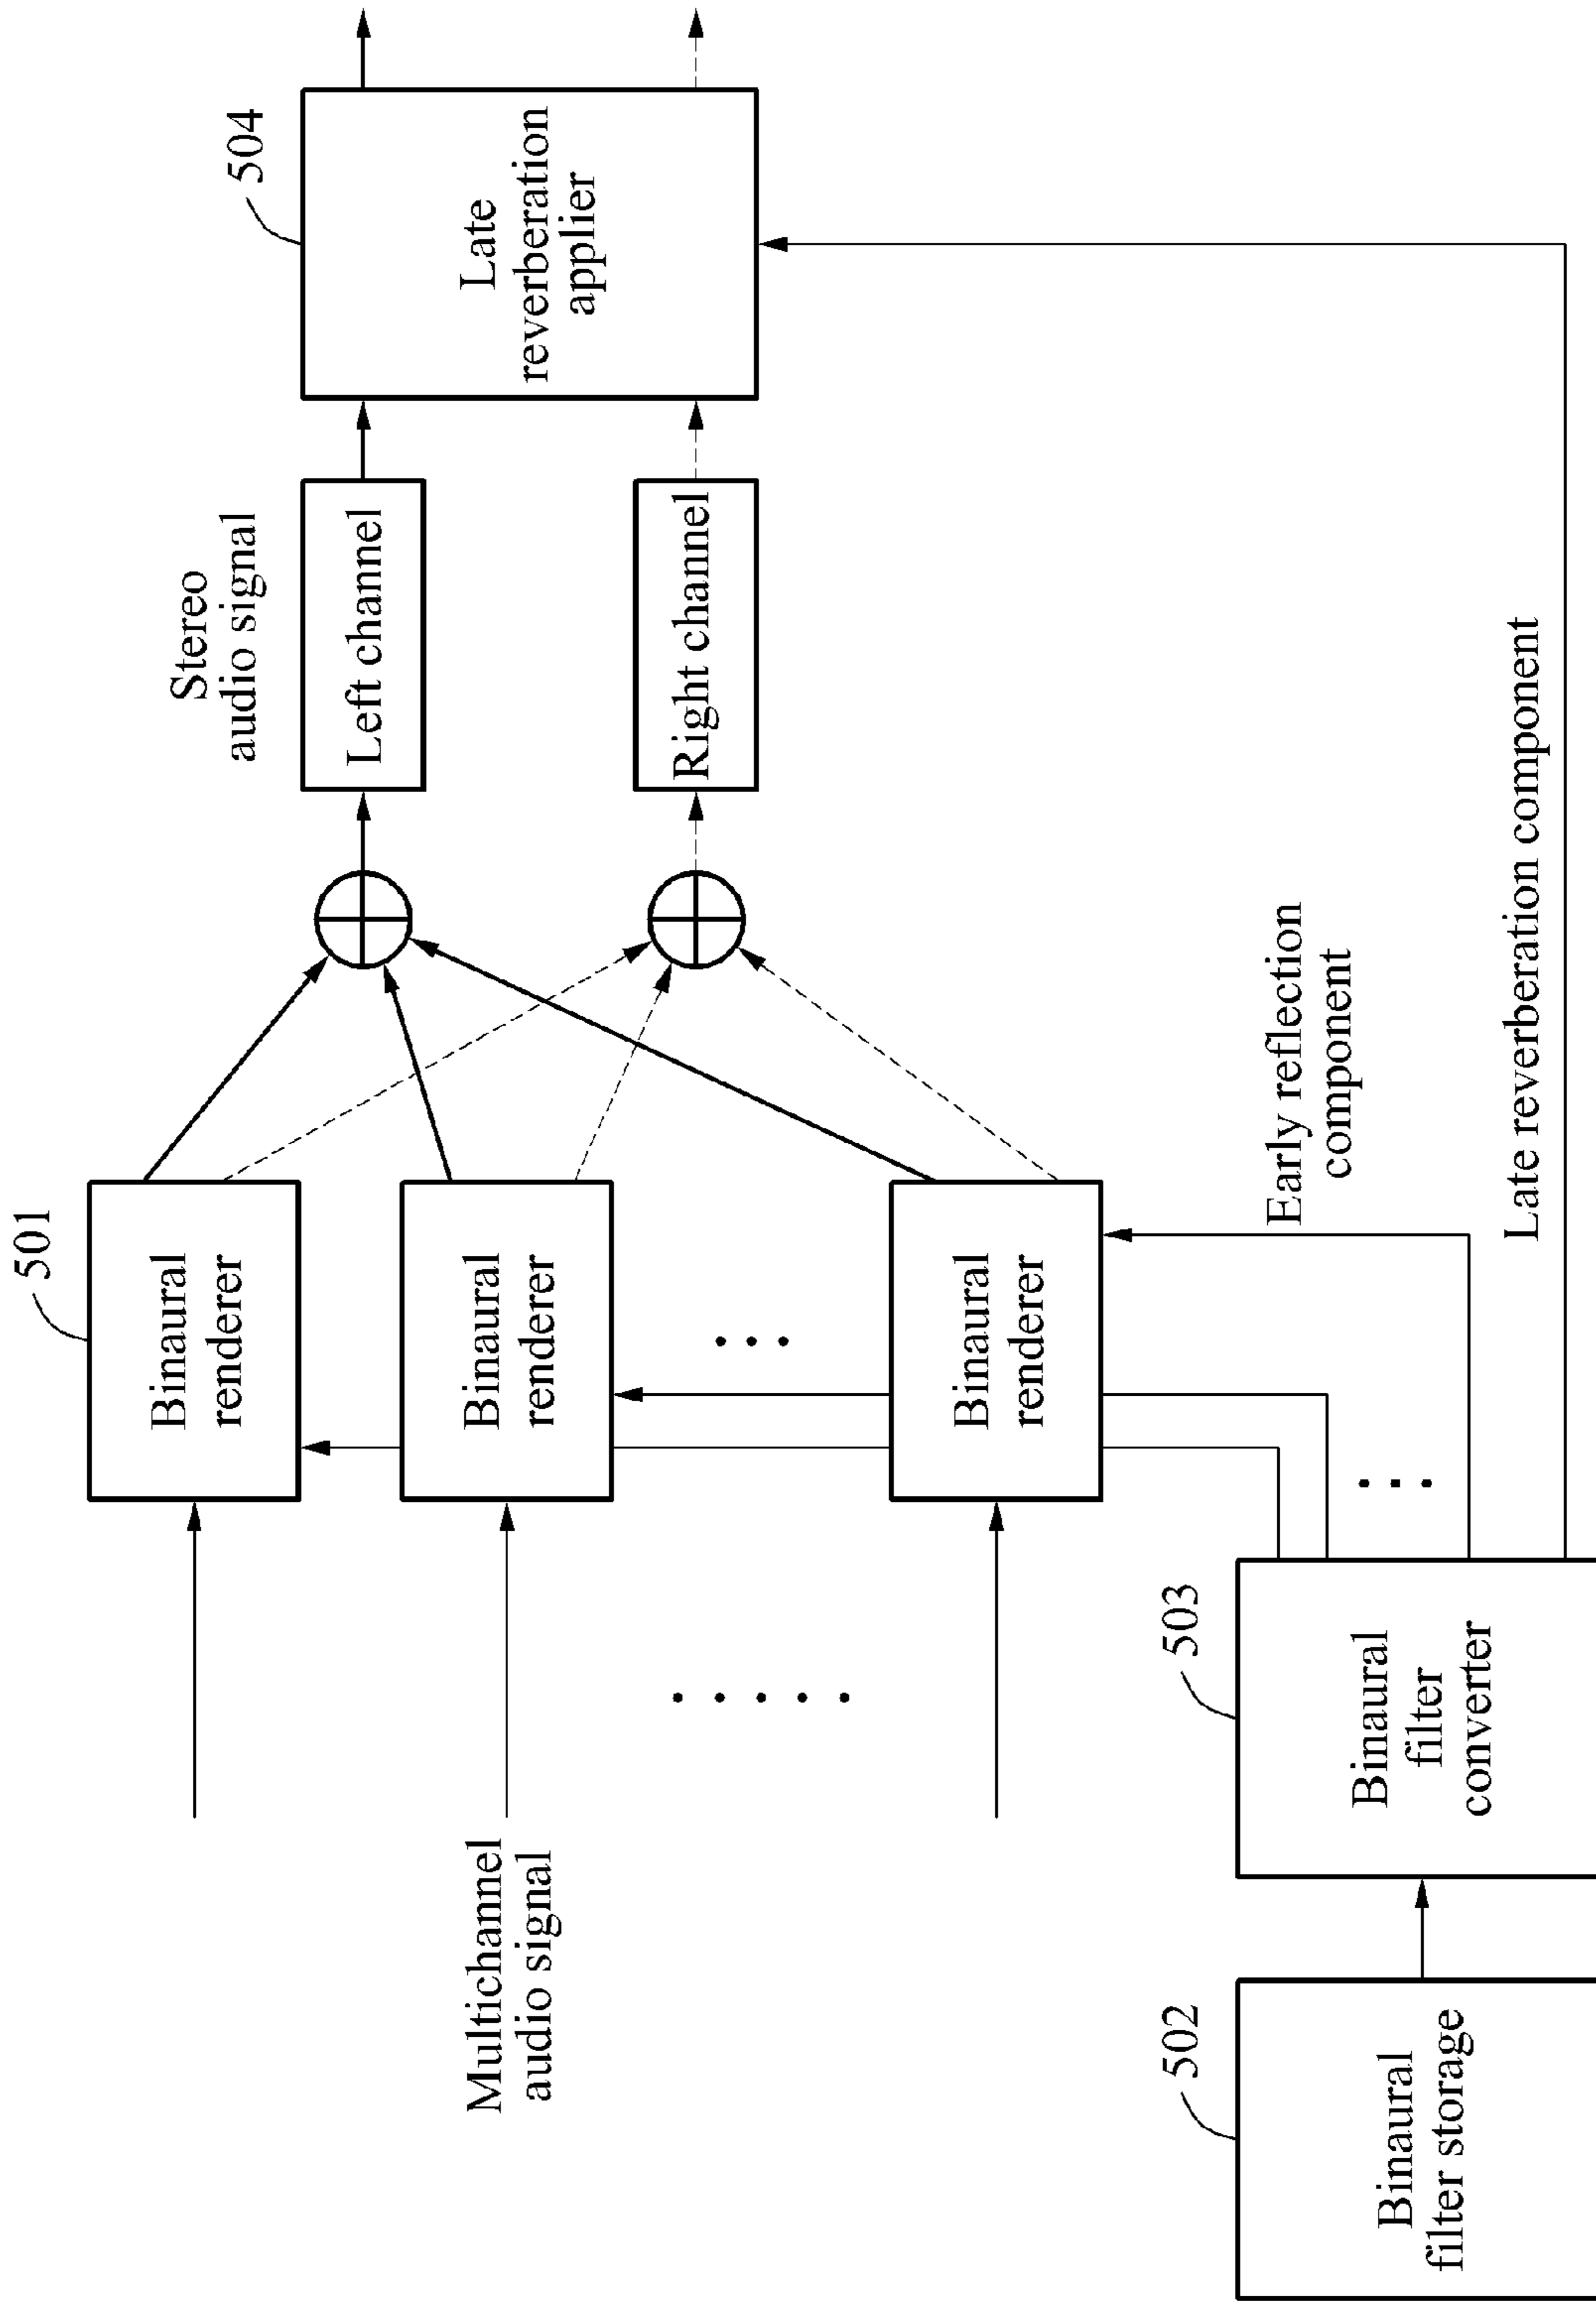 501
Binaural
renderer
Multichannel
audio signal
Binaural
renderer
...
.....
Binaural
renderer
Stereo
audio signal
Left channel
Right channel
504
Late
reverberation
applier
502
Binaural
filter storage
503
Binaural
filter
converter
...
Early reflection
component
Late reverberation component